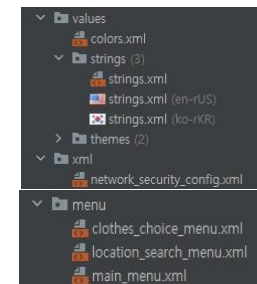 values
colors.xml
strings (3)
strings.xml
strings.xml (en-rUS)
strings.xml (ko-rKR)
themes (2)
xml
network_security_config.xml
menu
clothes_choice_menu.xml
location_search_menu.xml
main_menu.xml